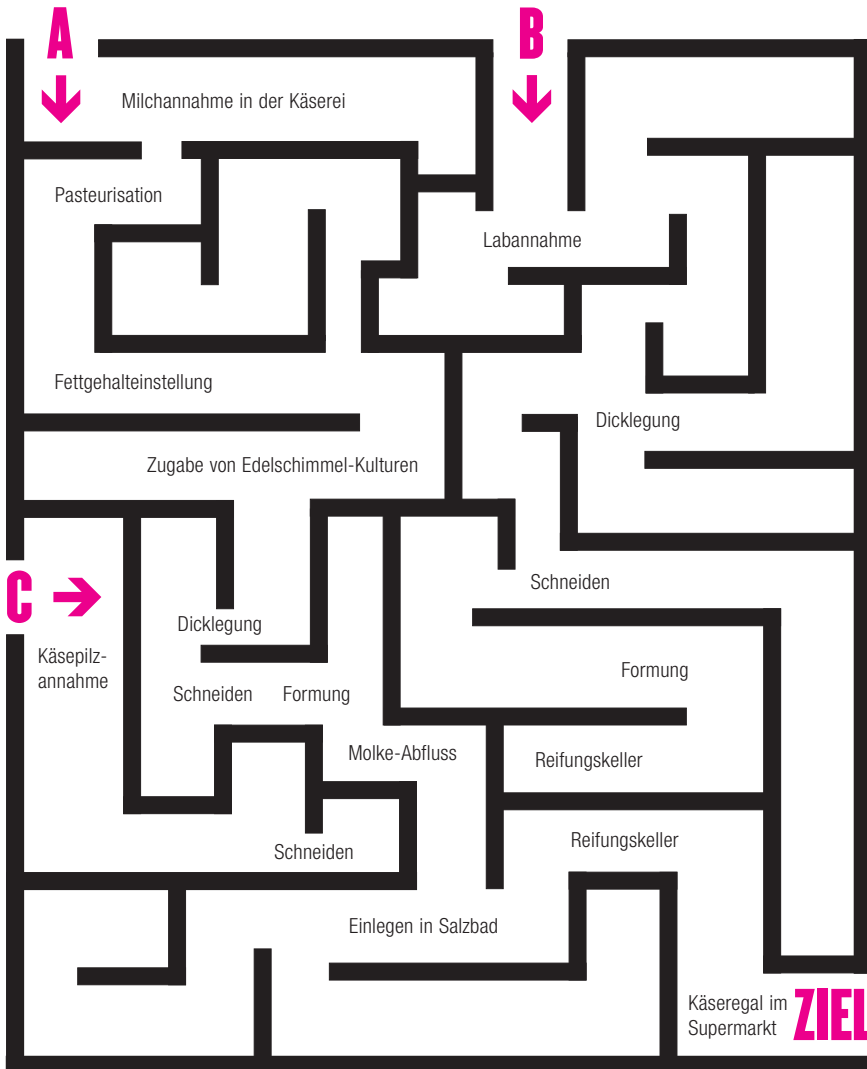 A
B
Milchannahme in der Käserei
Pasteurisation
Labannahme
Fettgehalteinstellung
Dicklegung
Zugabe von Edelschimmel-Kulturen
C
Schneiden
Dicklegung
Käsepilz-
annahme
Formung
Schneiden
Formung
Molke-Abfluss
Reifungskeller
Reifungskeller
Schneiden
Einlegen in Salzbad
Käseregal im
Supermarkt
ZIEL